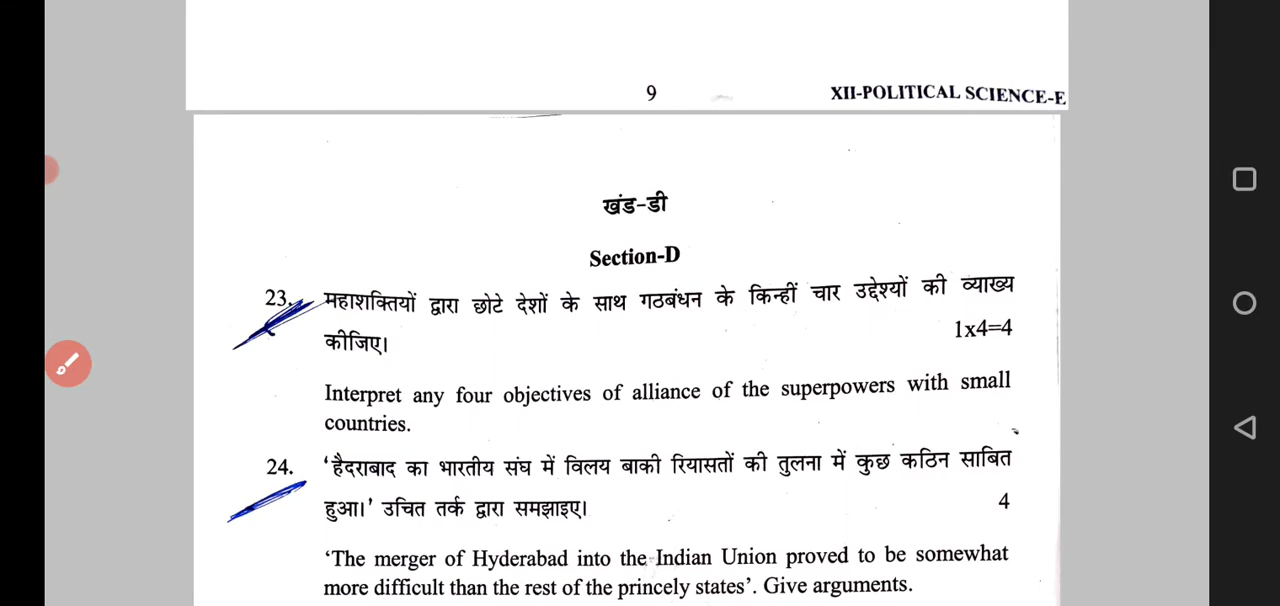 9 XII-POLITICAL SCIENCE-E
खंड-डी
Section-D
23. महाशक्तियों द्वारा छोटे देशों के साथ गठबंधन के किन्हीं चार उद्देश्यों की व्याख्य
कीजिए। 1x4=4
Interpret any four objectives of alliance of the superpowers with small
countries.
24. 'हैदराबाद का भारतीय संघ में विलय बाकी रियासतों की तुलना में कुछ कठिन साबित
हुआ।' उचित तर्क द्वारा समझाइए। 4
'The merger of Hyderabad into the Indian Union proved to be somewhat
more difficult than the rest of the princely states'. Give arguments.